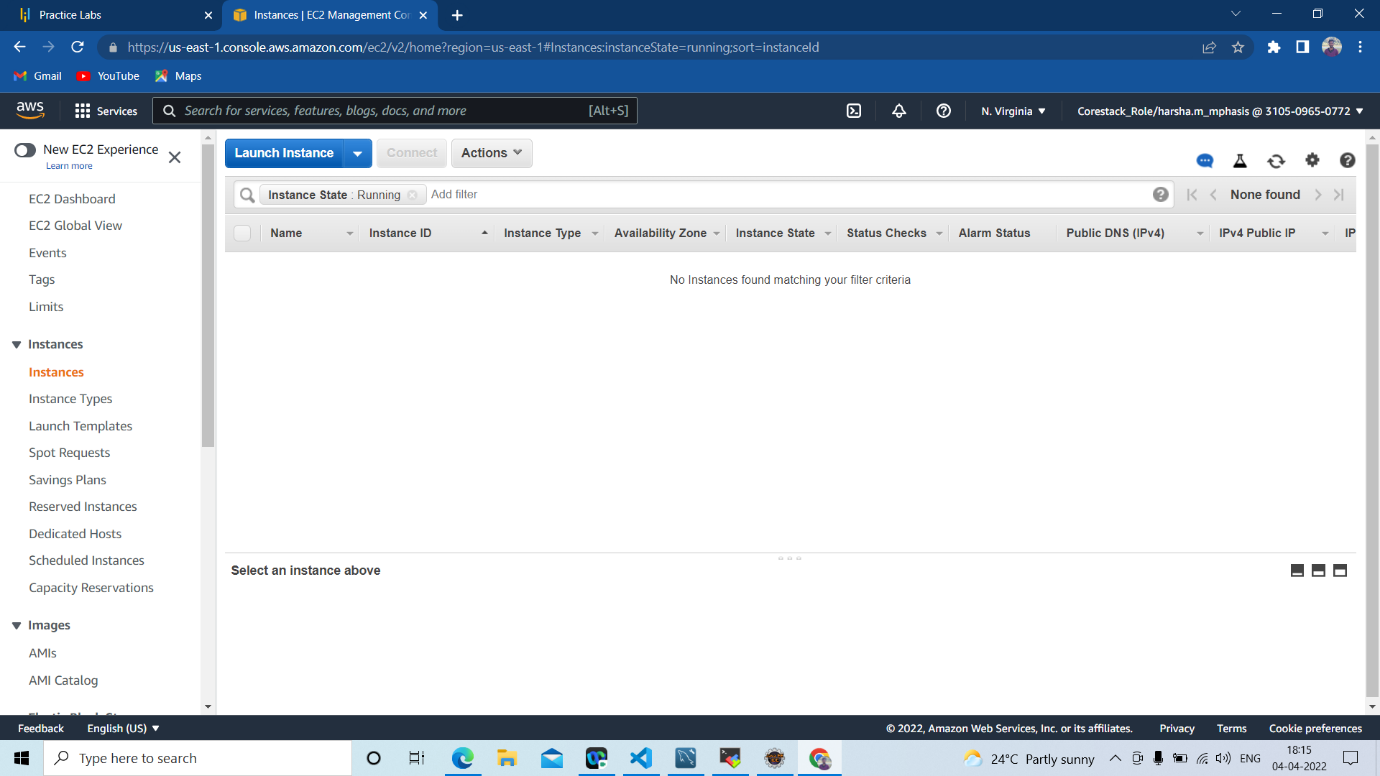 Practice Labs
Instances | EC2 Management Con
https://us-east-1.console.aws.amazon.com/ec2/v2/home?region=us-east-1#Instances:instanceState=running;sort=instanceId
Gmail
YouTube
Maps
aws
Services
Search for services, features, blogs, docs, and more
[Alt+S]
N. Virginia
Corestack_Role/harsha.m_mphasis @ 3105-0965-0772
New EC2 Experience
Learn more
EC2 Dashboard
EC2 Global View
Events
Tags
Limits
Instances
Instances
Instance Types
Launch Templates
Spot Requests
Savings Plans
Reserved Instances
Dedicated Hosts
Scheduled Instances
Capacity Reservations
Images
AMIs
AMI Catalog
Launch Instance
Connect
Actions
Instance State : Running
Add filter
None found
Name
Instance ID
Instance Type
Availability Zone
Instance State
Status Checks
Alarm Status
Public DNS (IPv4)
IPv4 Public IP
IP
No Instances found matching your filter criteria
Select an instance above
Feedback
English (US)
© 2022, Amazon Web Services, Inc. or its affiliates.
Privacy
Terms
Cookie preferences
Type here to search
24°C Partly sunny
ENG
18:15
04-04-2022